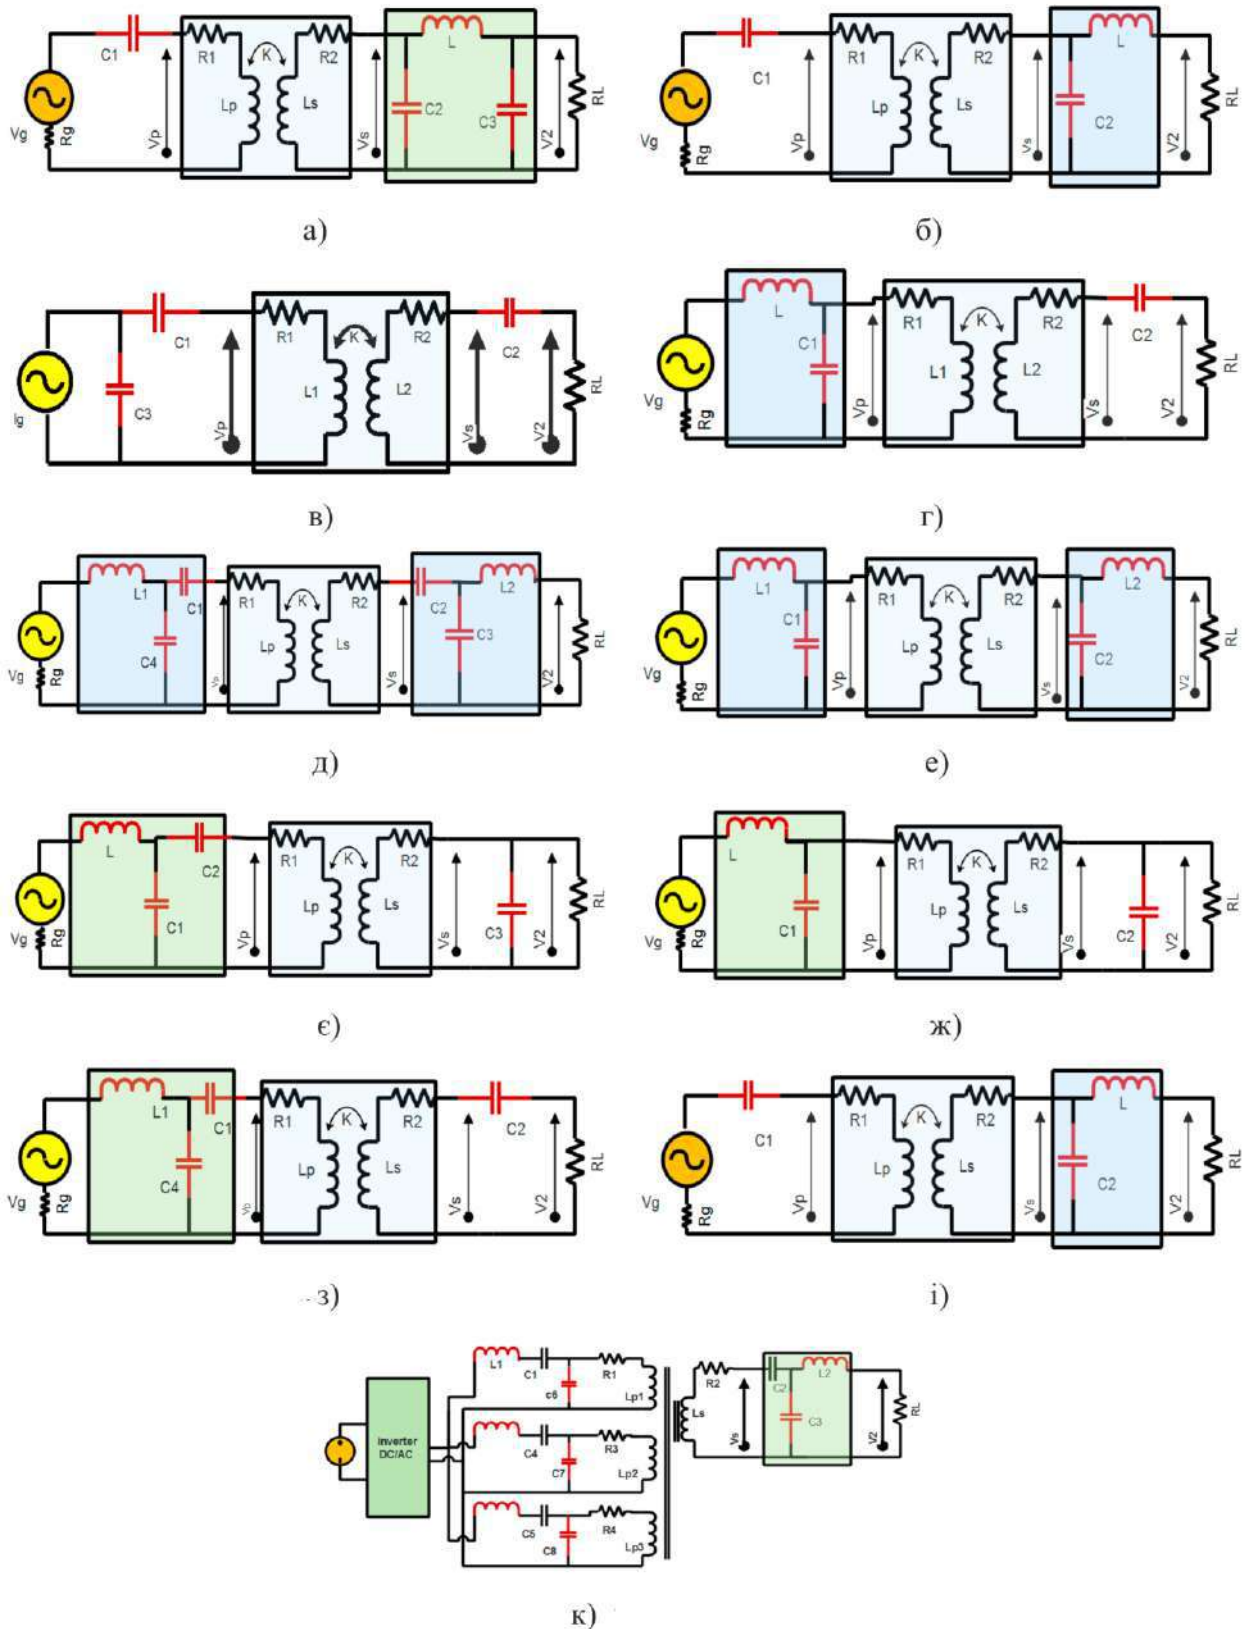 C1 R1 K R2 L
Lp Ls C2 C3
Vg Rg Vp Vs V2 RL
а)
C1 R1 K R2 L
Lp Ls C2
Vg Rg Vp Vs V2 RL
б)
C1 R1 K R2 C2
C3 L1 L2
Ig Vp Vs V2 RL
в)
L R1 K R2 C2
C1 L1 L2
Vg Rg Vp Vs V2 RL
г)
L1 C1 R1 K R2 C2 L2
C4 Lp Ls C3
Vg Rg Vp Vs V2 RL
д)
L1 R1 K R2 L2
C1 Lp Ls C2
Vg Rg Vp Vs V2 RL
е)
L C2 R1 K R2
C1 Lp Ls C3
Vg Rg Vp Vs V2 RL
є)
L R1 K R2
C1 Lp Ls C2
Vg Rg Vp Vs V2 RL
ж)
L1 C1 R1 K R2 C2
C4 Lp Ls
Vg Rg Vp Vs V2 RL
з)
C1 R1 K R2 L
Lp Ls C2
Vg Rg Vp Vs V2 RL
і)
L1 C1 R1
c6 Lp1
R2 C2 L2
Ls Vs C3 V2 RL
Inverter
DC/AC
C4 R3
C7 Lp2
C5 R4
C8 Lp3
к)